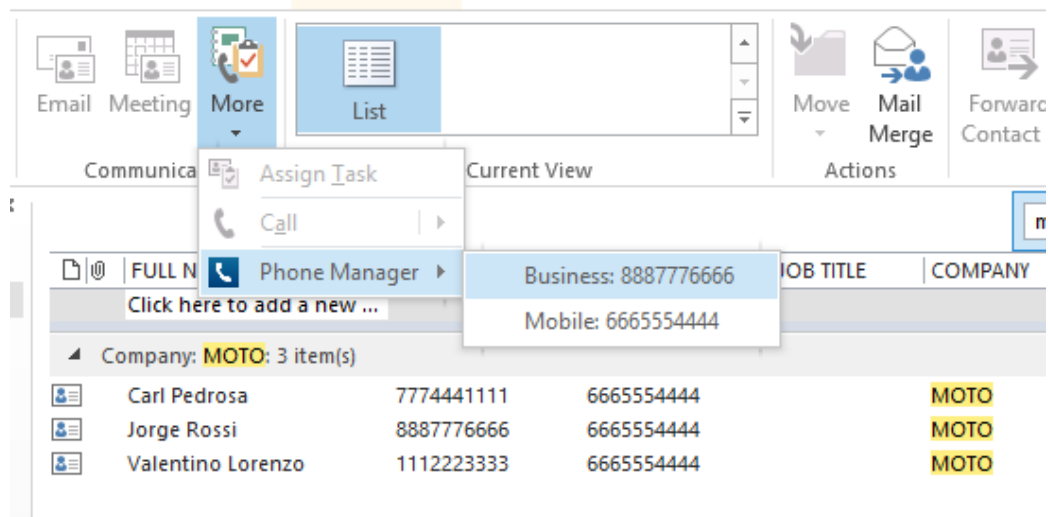 Email Meeting More List Move Mail Merge Forward Contact
Communica Current View Actions
Assign Task
Call
Phone Manager
Business: 8887776666
Mobile: 6665554444
m
FULL N JOB TITLE COMPANY
Click here to add a new ...
Company: MOTO: 3 item(s)
Carl Pedrosa 7774441111 6665554444 MOTO
Jorge Rossi 8887776666 6665554444 MOTO
Valentino Lorenzo 1112223333 6665554444 MOTO